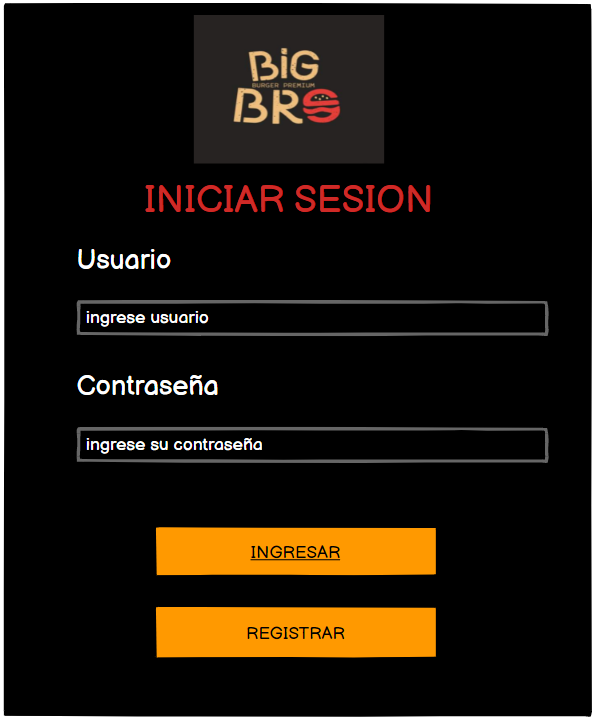 BiG
BURGER PREMIUM
BRO
INICIAR SESION
Usuario
ingrese usuario
Contraseña
ingrese su contraseña
INGRESAR
REGISTRAR